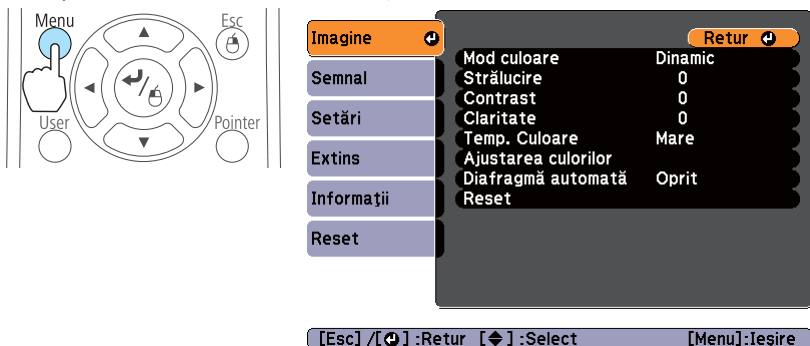 Menu
Esc
User
Pointer
Imagine
Semnal
Setări
Extins
Informaţii
Reset
Retur
Mod culoare Dinamic
Strălucire 0
Contrast 0
Claritate 0
Temp. Culoare Mare
Ajustarea culorilor
Diafragmă automată Oprit
Reset
[Esc] /[ ] :Retur [ ] :Select [Menu]:Ieşire